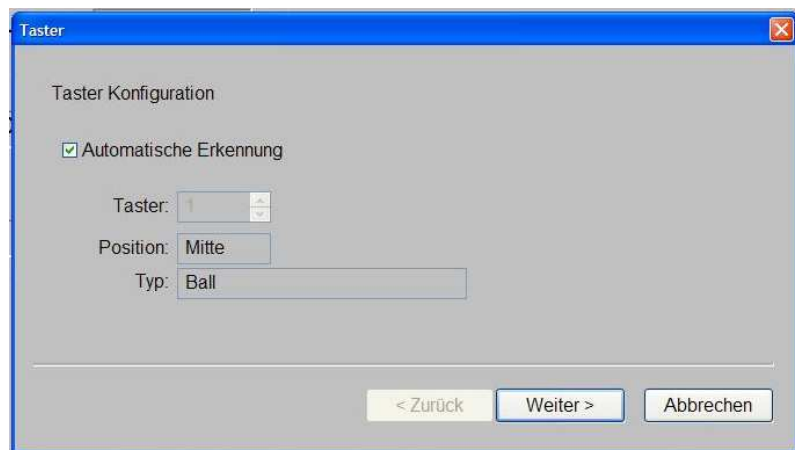 Taster
Taster Konfiguration
Automatische Erkennung
Taster: 1
Position: Mitte
Typ: Ball
< Zurück Weiter > Abbrechen